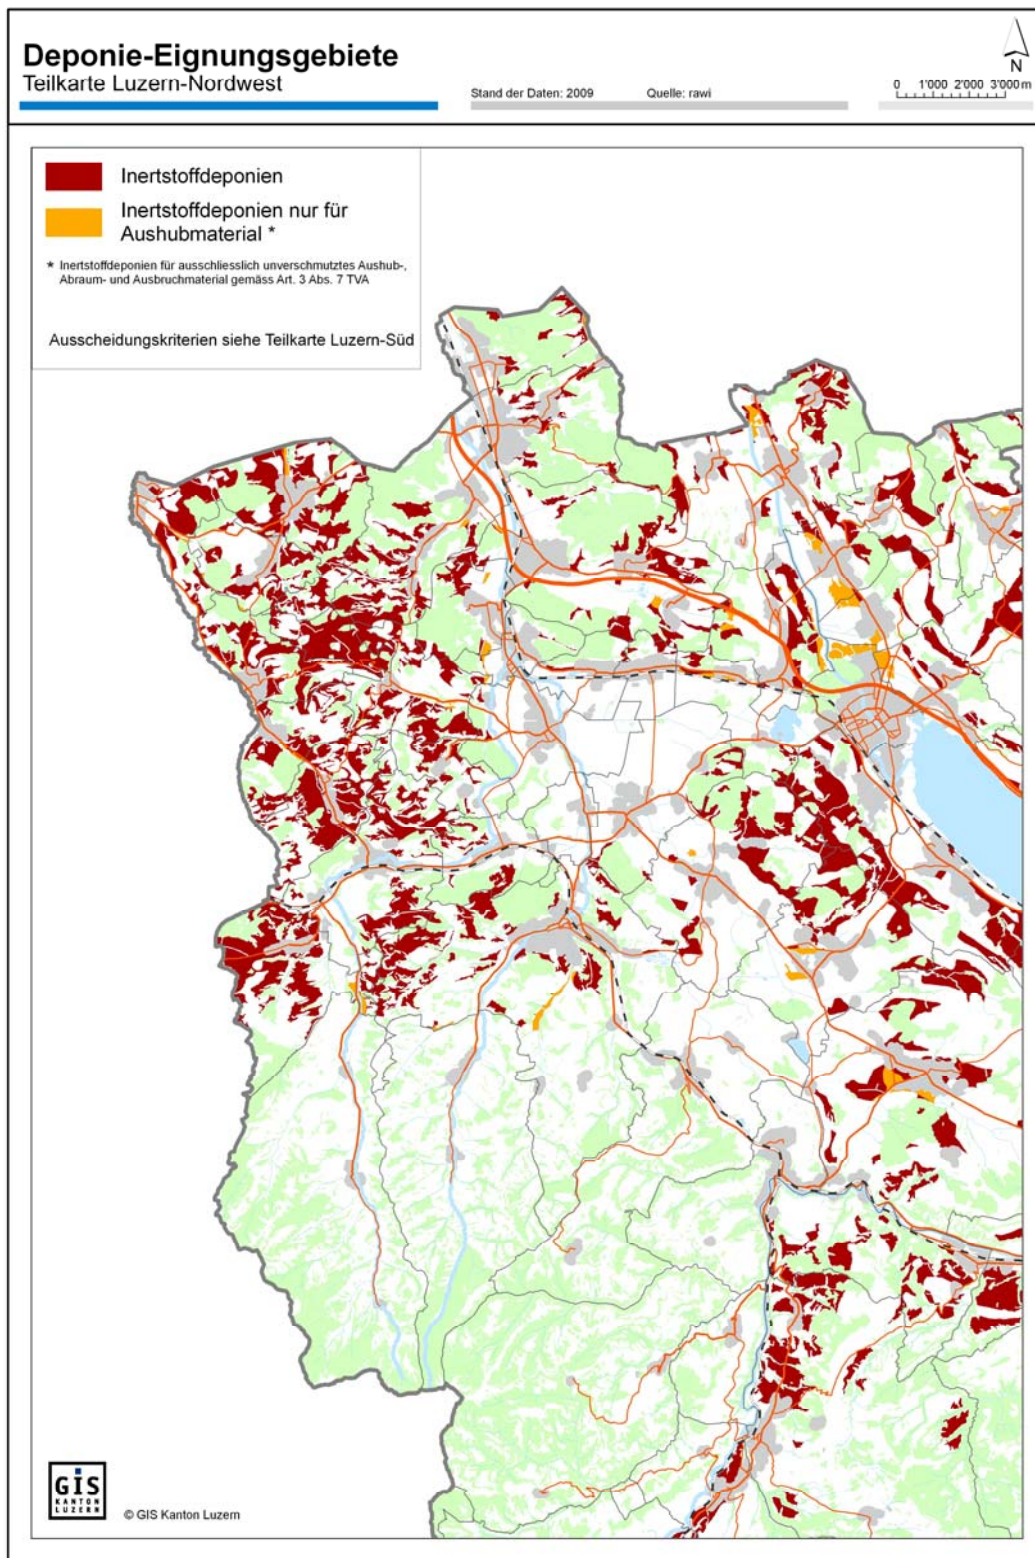 Deponie-Eignungsgebiete
Teilkarte Luzern-Nordwest
Stand der Daten: 2009 Quelle: rawi
N
0 1'000 2'000 3'000 m
Inertstoffdeponien
Inertstoffdeponien nur für
Aushubmaterial *
* Inertstoffdeponien für ausschliesslich unverschmutztes Aushub-,
Abraum- und Ausbruchmaterial gemäss Art. 3 Abs. 7 TVA
Ausscheidungskriterien siehe Teilkarte Luzern-Süd
GIS
KANTON
LUZERN
© GIS Kanton Luzern